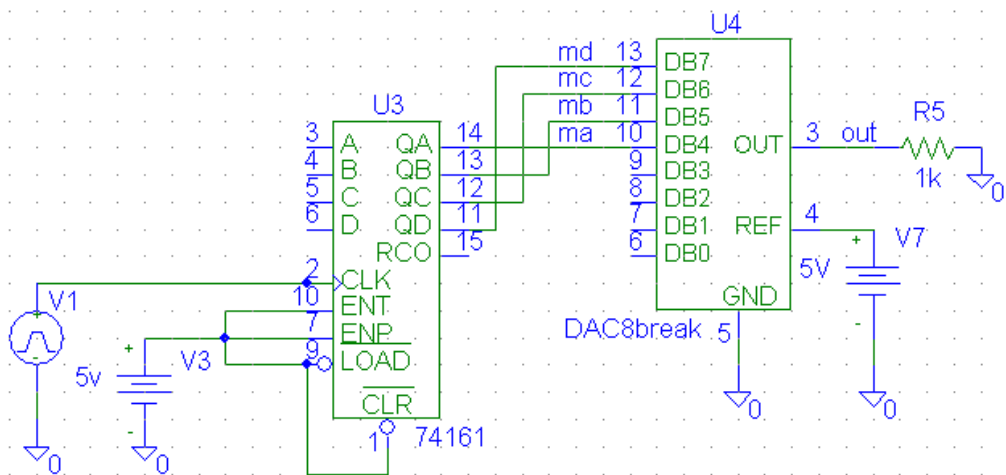 U4
md 13 DB7
mc 12 DB6
mb 11 DB5
ma 10 DB4 OUT 3 out
9 DB3
8 DB2
7 DB1 REF 4
6 DB0
GND
5
DAC8break
R5
1k
0
V7
5V
+
-
0
0
U3
3 A QA 14
4 B QB 13
5 C QC 12
6 D QD 11
RCO 15
2 CLK
10 ENT
7 ENP
9 LOAD
CLR
1 74161
V1
+
-
0
V3
5v
+
-
0